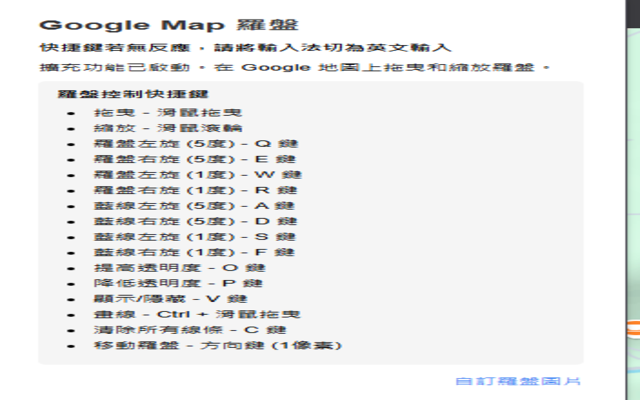 Google Map 羅盤
快捷鍵若無反應，請將輸入法切為英文輸入
擴充功能已啟動。在 Google 地圖上拖曳和縮放羅盤。
羅盤控制快捷鍵
拖曳 - 滑鼠拖曳
縮放 - 滑鼠滾輪
羅盤左旋 (5度) - Q 鍵
羅盤右旋 (5度) - E 鍵
羅盤左旋 (1度) - W 鍵
羅盤右旋 (1度) - R 鍵
藍線左旋 (5度) - A 鍵
藍線右旋 (5度) - D 鍵
藍線左旋 (1度) - S 鍵
藍線右旋 (1度) - F 鍵
提高透明度 - O 鍵
降低透明度 - P 鍵
顯示/隱藏 - V 鍵
畫線 - Ctrl + 滑鼠拖曳
清除所有線條 - C 鍵
移動羅盤 - 方向鍵 (1像素)
自訂羅盤圖片